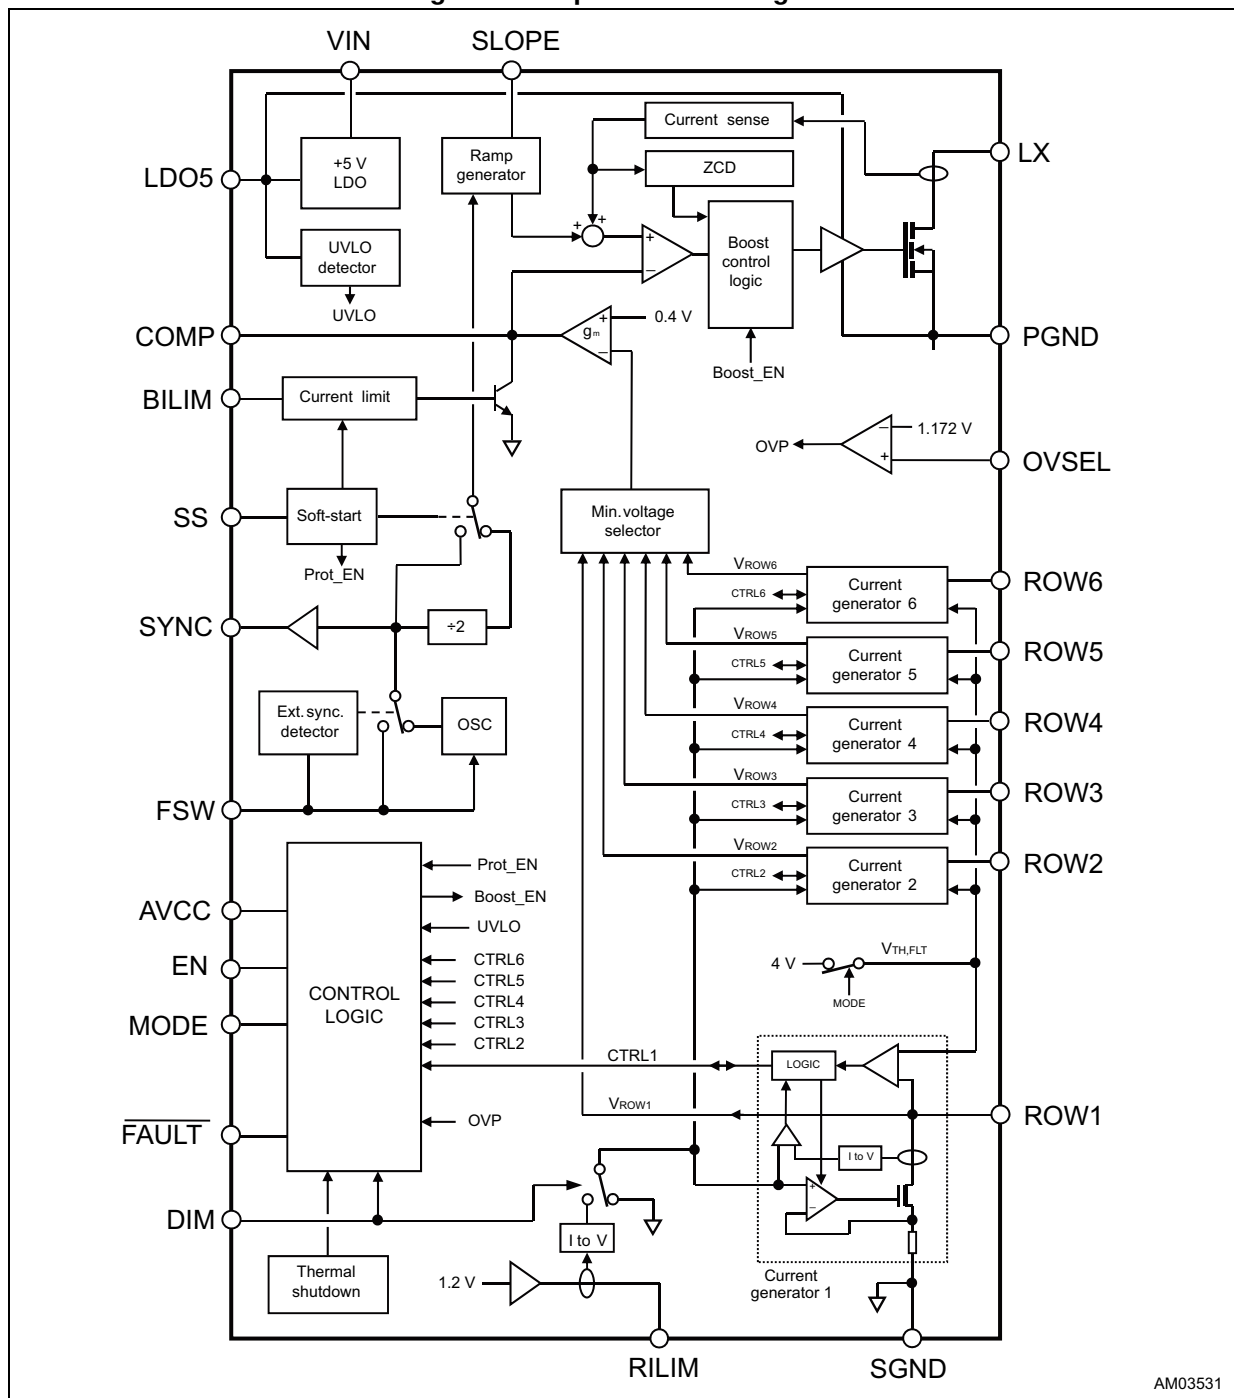 VIN
SLOPE
LDO5
+5 V
LDO
Ramp
generator
Current sense
ZCD
LX
UVLO
detector
UVLO
+
+
+
–
Boost
control
logic
COMP
gm
+
–
0.4 V
Boost_EN
PGND
BILIM
Current limit
OVP
–
1.172 V
+
OVSEL
SS
Soft-start
Prot_EN
Min. voltage
selector
SYNC
÷2
VROW6
CTRL6
Current
generator 6
ROW6
VROW5
CTRL5
Current
generator 5
ROW5
Ext. sync.
detector
OSC
VROW4
CTRL4
Current
generator 4
ROW4
FSW
VROW3
CTRL3
Current
generator 3
ROW3
VROW2
CTRL2
Current
generator 2
ROW2
AVCC
EN
MODE
FAULT
DIM
CONTROL
LOGIC
Prot_EN
Boost_EN
UVLO
CTRL6
CTRL5
CTRL4
CTRL3
CTRL2
CTRL1
OVP
4 V
VTH,FLT
MODE
LOGIC
VROW1
ROW1
I to V
+
–
I to V
Thermal
shutdown
1.2 V
Current
generator 1
RILIM
SGND
AM03531